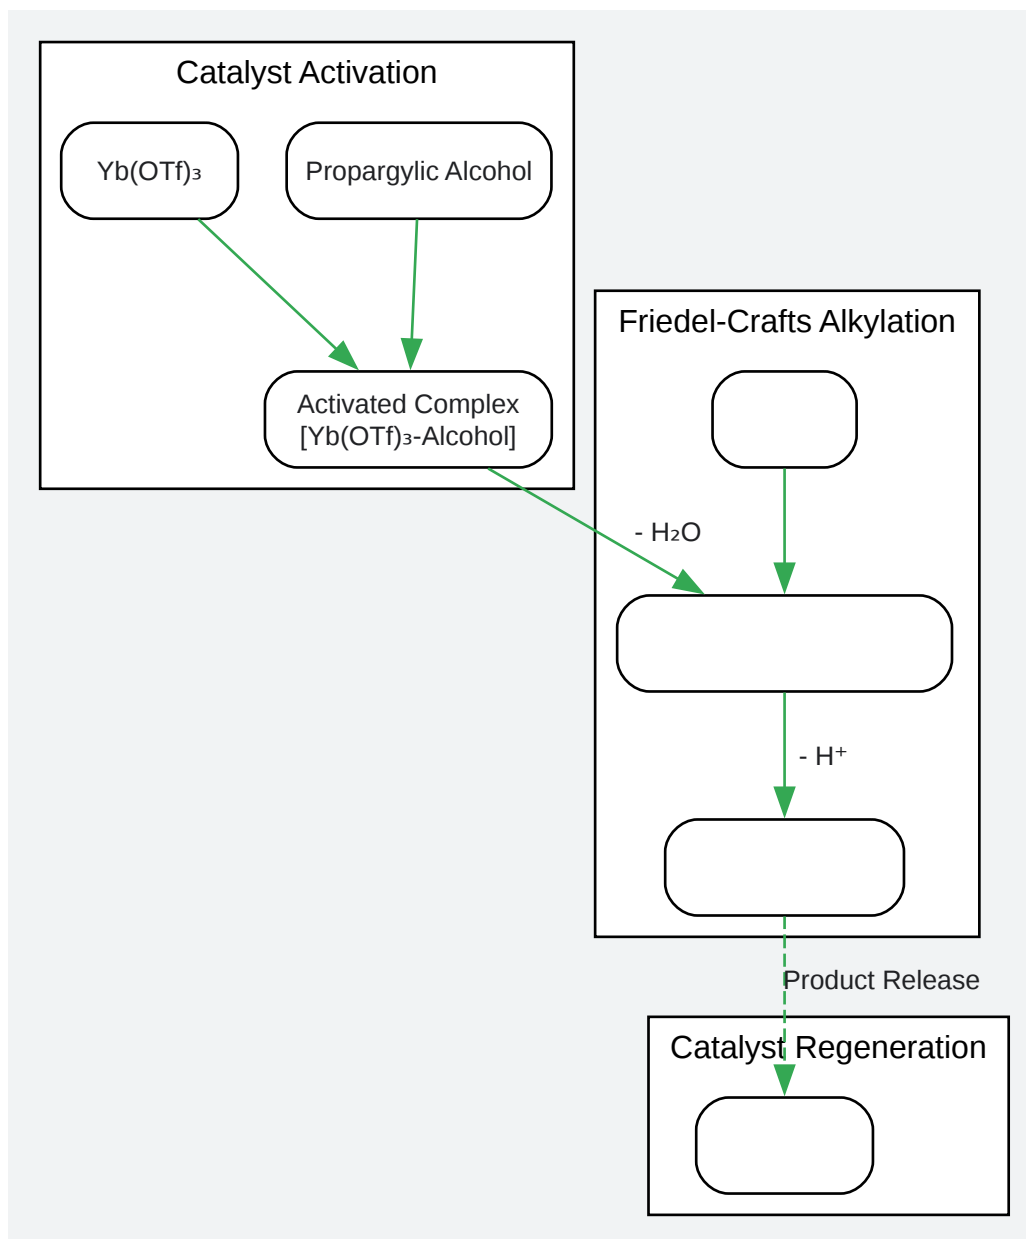 Catalyst Activation
Yb(OTf)₃
Propargylic Alcohol
Activated Complex
[Yb(OTf)₃-Alcohol]
Friedel-Crafts Alkylation
- H₂O
- H⁺
Product Release
Catalyst Regeneration